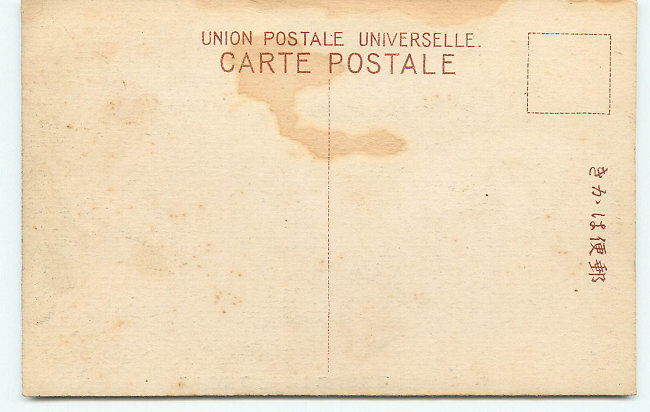 UNION POSTALE UNIVERSELLE.
CARTE POSTALE
郵便はかき